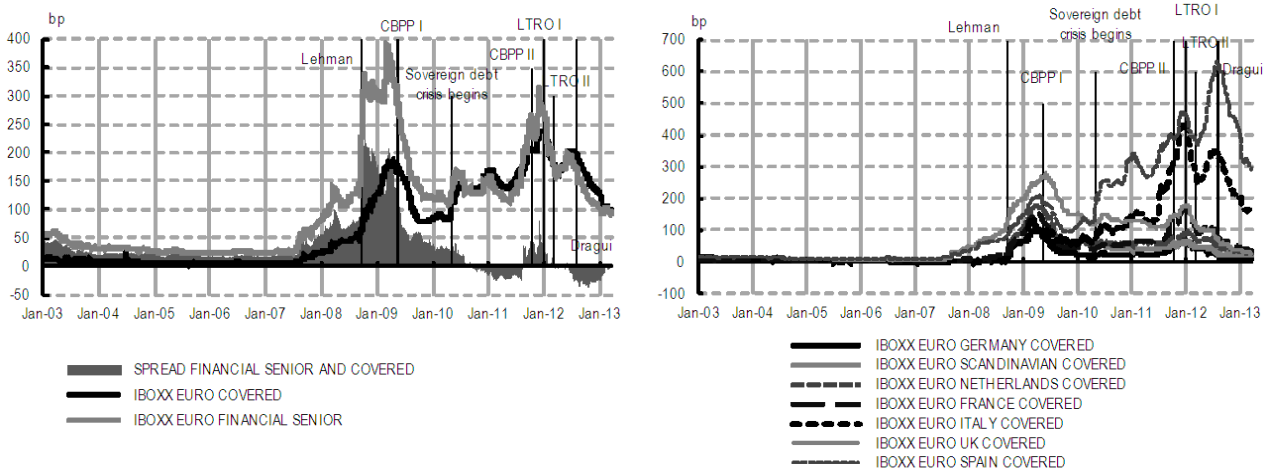 bp
LTRO I
CBPP I
400
CBPP II
350
Lehman
Sovereign debt
crisis begins
LTRO II
300
250
200
150
100
50
Dragui
0
-50
Jan-03 Jan-04 Jan-05 Jan-06 Jan-07 Jan-08 Jan-09 Jan-10 Jan-11 Jan-12 Jan-13
SPREAD FINANCIAL SENIOR AND COVERED
IBOXX EURO COVERED
IBOXX EURO FINANCIAL SENIOR
bp
LTRO I
Sovereign debt
crisis begins
Lehman
700
LTRO II
CBPP I
CBPP II
Dragui
600
500
400
300
200
100
0
-100
Jan-03 Jan-04 Jan-05 Jan-06 Jan-07 Jan-08 Jan-09 Jan-10 Jan-11 Jan-12 Jan-13
IBOXX EURO GERMANY COVERED
IBOXX EURO SCANDINAVIAN COVERED
IBOXX EURO NETHERLANDS COVERED
IBOXX EURO FRANCE COVERED
IBOXX EURO ITALY COVERED
IBOXX EURO UK COVERED
IBOXX EURO SPAIN COVERED